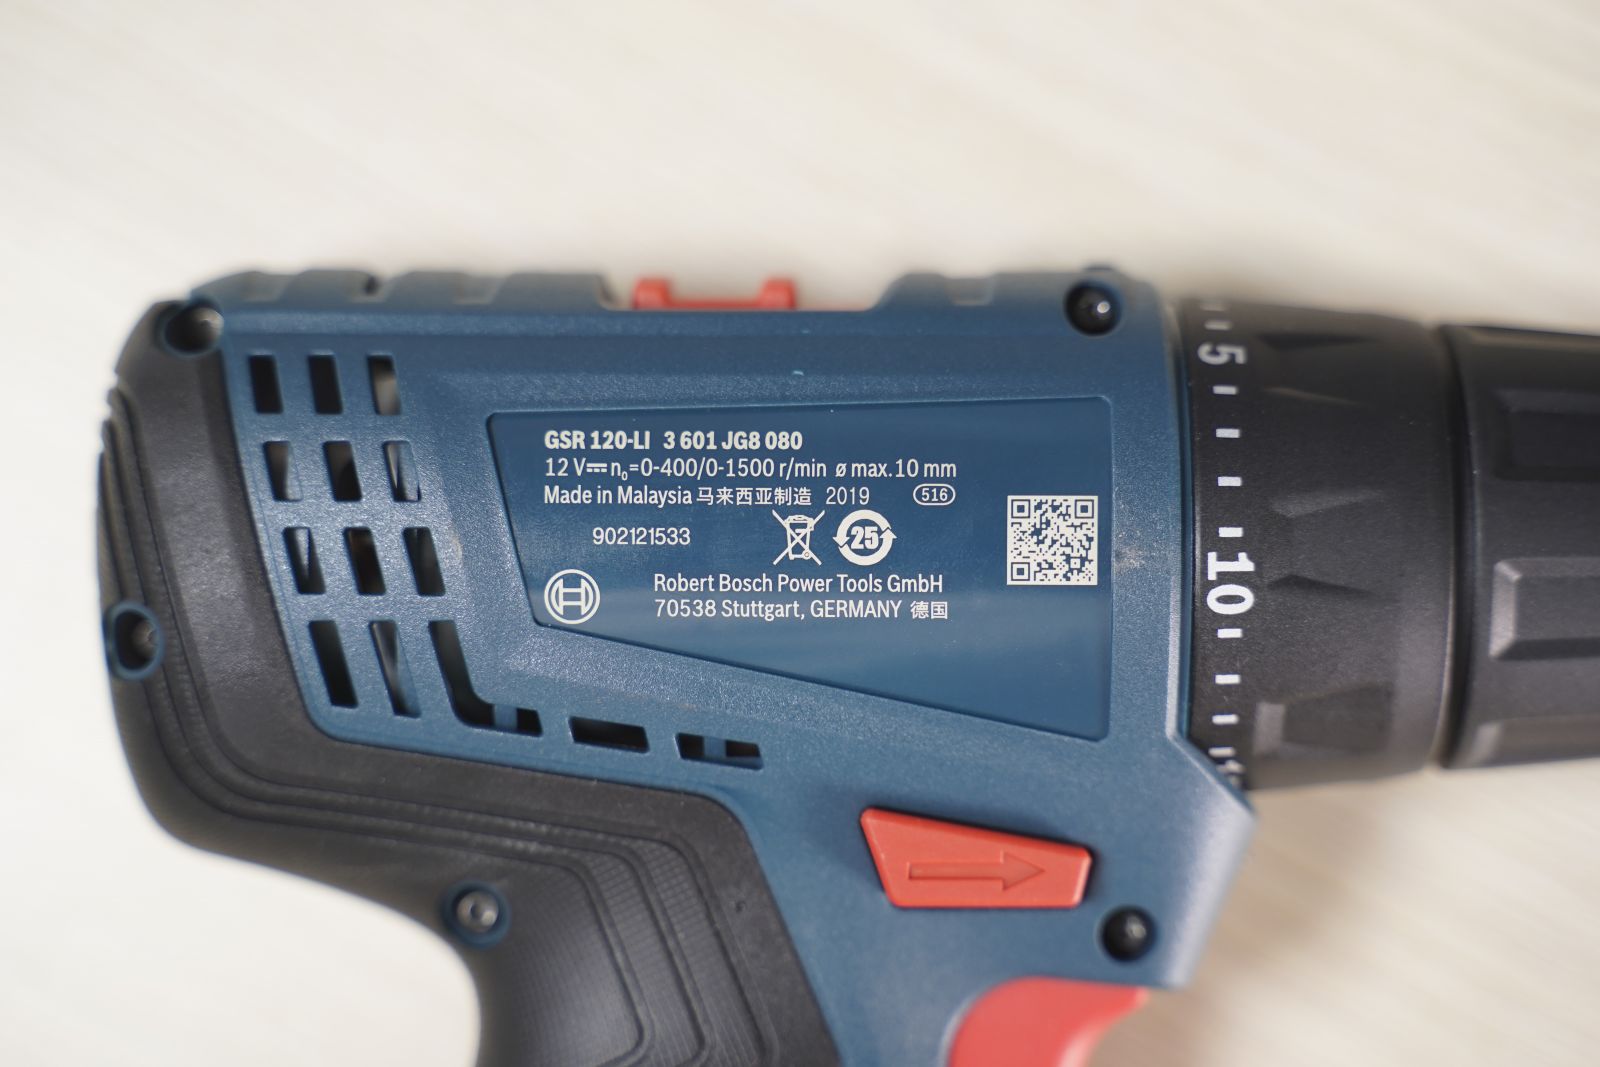 GSR 120-LI 3 601 JG8 080
12 V⎓ n₀=0-400/0-1500 r/min ø max.10 mm
Made in Malaysia 马来西亚制造 2019 516
902121533
25
Robert Bosch Power Tools GmbH
70538 Stuttgart, GERMANY 德国
5
10